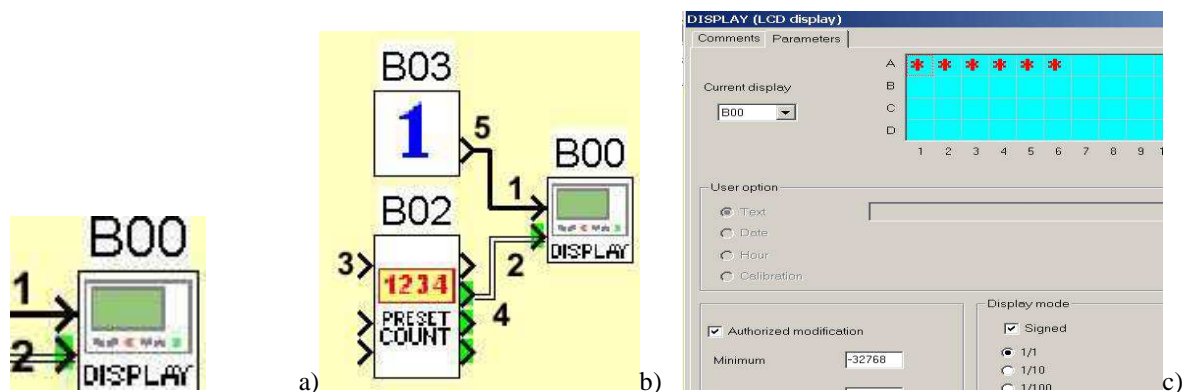 B00
1
2
DISPLAY
a)
B03
1
5
B00
1
DISPLAY
2
B02
3
1234
PRESET
COUNT
4
b)
DISPLAY (LCD display)
Comments Parameters
Current display
B00
A * * * * * *
B
C
D
1 2 3 4 5 6 7 8 9 1
User option
Text
Date
Hour
Calibration
Authorized modification
Minimum -32768
Display mode
Signed
1/1
1/10
1/100
c)